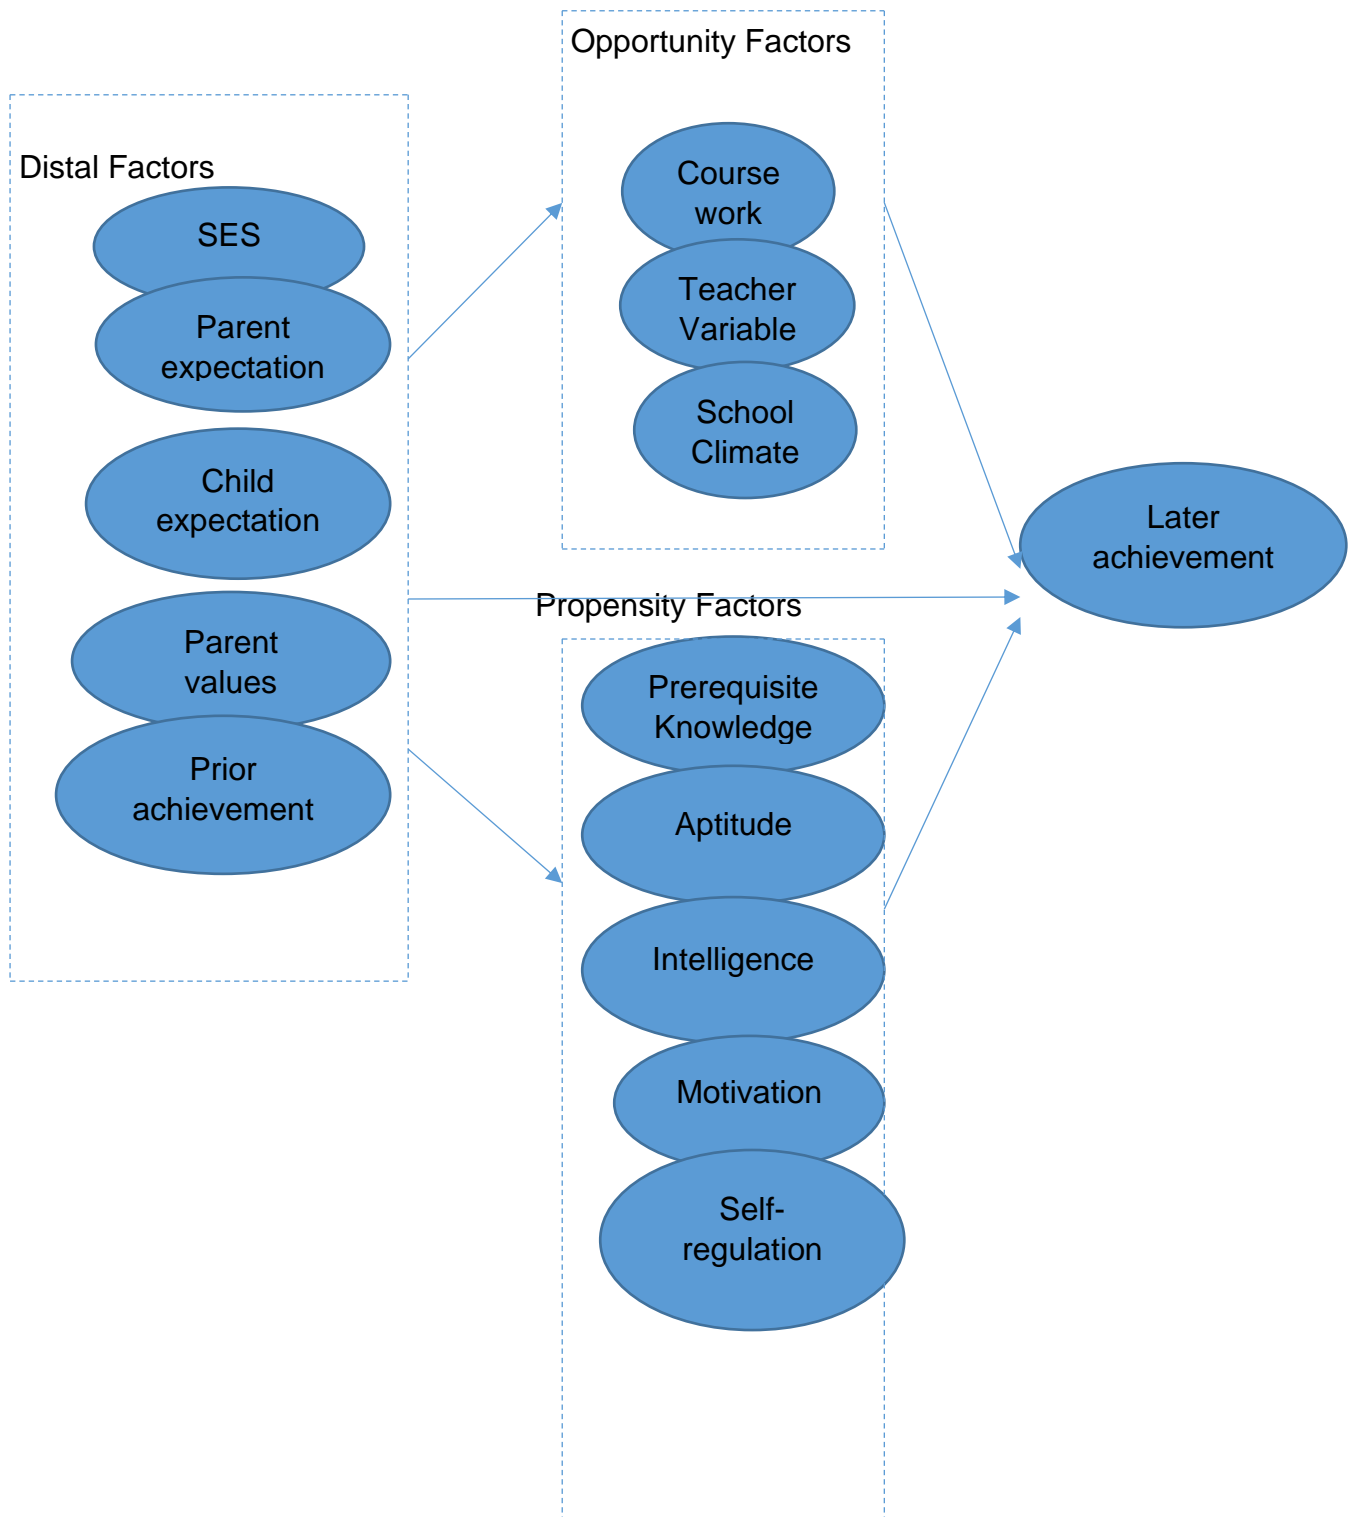 Opportunity Factors
Course
work
Teacher
Variable
School
Climate
Distal Factors
SES
Parent
expectation
Child
expectation
Parent
values
Prior
achievement
Later
achievement
Propensity Factors
Prerequisite
Knowledge
Aptitude
Intelligence
Motivation
Self-
regulation